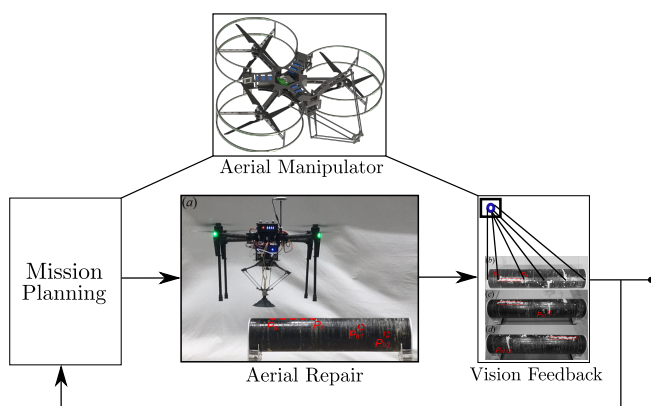 Aerial Manipulator
Mission
Planning
(a)
Aerial Repair
(b)
(c)
(d)
Vision Feedback